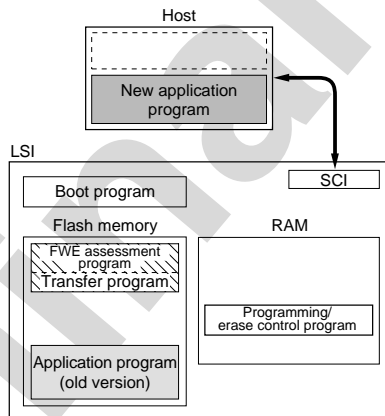 Host
New application
program
LSI
SCI
Boot program
Flash memory
RAM
FWE assessment
program
Transfer program
Programming/
erase control program
Application program
(old version)